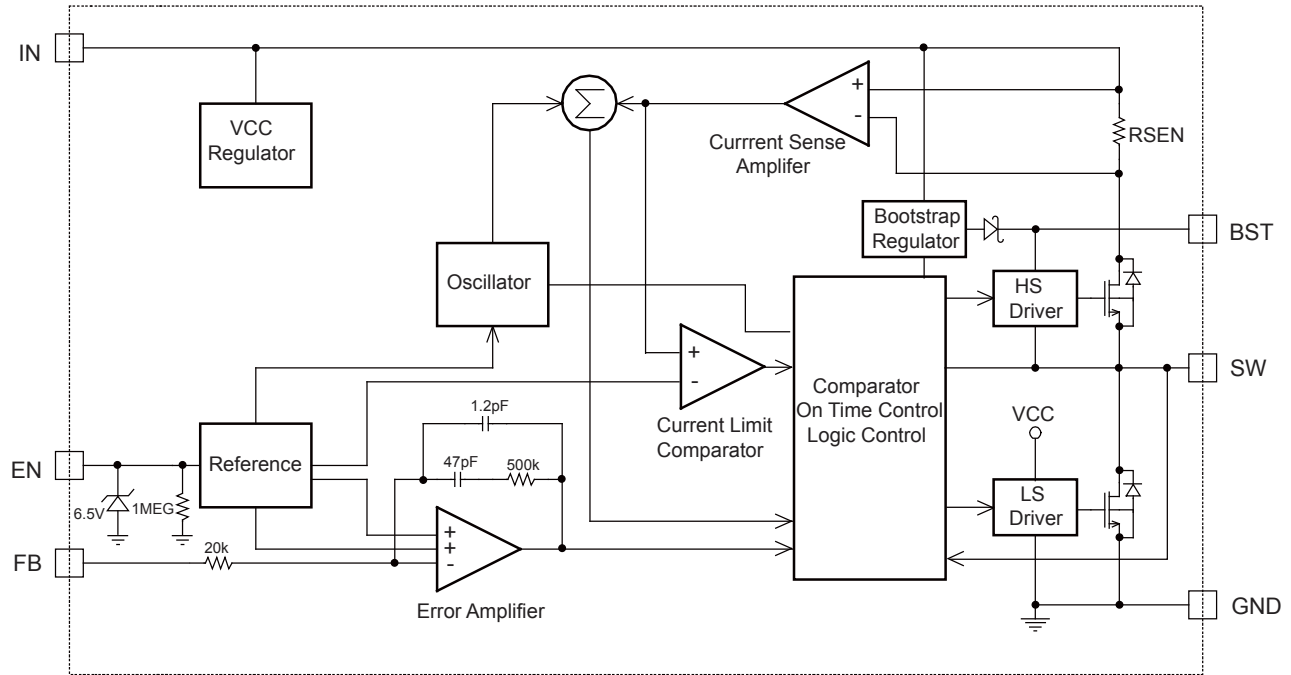 IN
VCC
Regulator
Σ
+
-
Currrent Sense
Amplifer
RSEN
Bootstrap
Regulator
BST
Oscillator
HS
Driver
+
-
Current Limit
Comparator
Comparator
On Time Control
Logic Control
SW
1.2pF
VCC
EN
Reference
47pF
500k
6.5V
1MEG
LS
Driver
+
+
-
FB
20k
Error Amplifier
GND